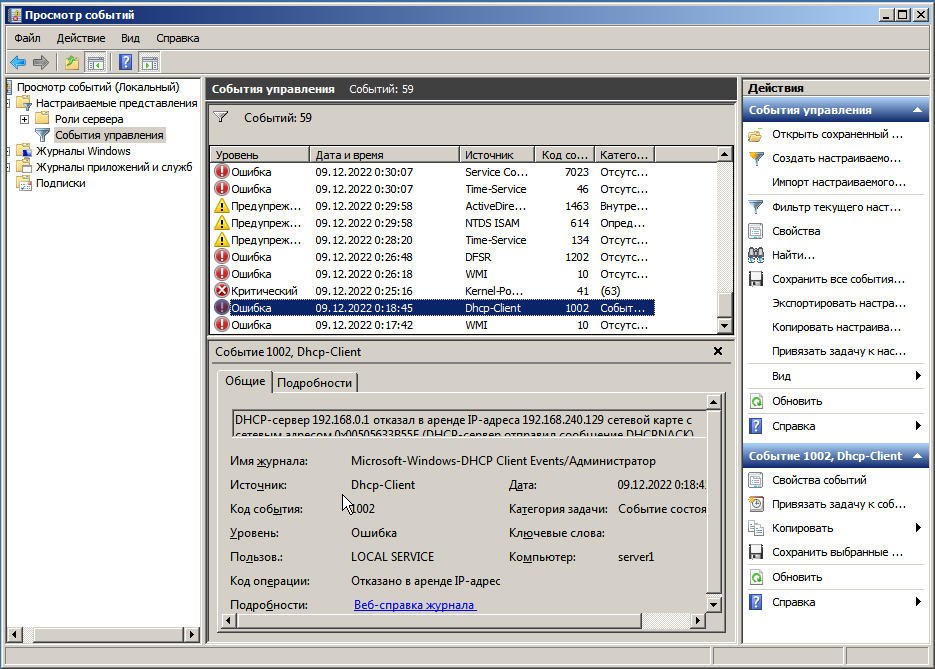 Просмотр событий
Файл Действие Вид Справка
Просмотр событий (Локальный)
Настраиваемые представления
Роли сервера
События управления
Журналы Windows
Журналы приложений и служб
Подписки
События управления Событий: 59
Событий: 59
Уровень Дата и время Источник Код со... Катего...
Ошибка 09.12.2022 0:30:07 Service Co... 7023 Отсутс...
Ошибка 09.12.2022 0:30:07 Time-Service 46 Отсутс...
Предупреж... 09.12.2022 0:29:58 ActiveDire... 1463 Внутре...
Предупреж... 09.12.2022 0:29:58 NTDS ISAM 614 Опред...
Предупреж... 09.12.2022 0:28:20 Time-Service 134 Отсутс...
Ошибка 09.12.2022 0:26:48 DFSR 1202 Отсутс...
Ошибка 09.12.2022 0:26:18 WMI 10 Отсутс...
Критический 09.12.2022 0:25:16 Kernel-Po... 41 (63)
Ошибка 09.12.2022 0:18:45 Dhcp-Client 1002 Событ...
Ошибка 09.12.2022 0:17:42 WMI 10 Отсутс...
Событие 1002, Dhcp-Client
Общие Подробности
DHCP-сервер 192.168.0.1 отказал в аренде IP-адреса 192.168.240.129 сетевой карте с
сетевым адресом 0x00505633B55F (DHCP-сервер отправил сообщение DHCPNACK)
Имя журнала: Microsoft-Windows-DHCP Client Events/Администратор
Источник: Dhcp-Client Дата: 09.12.2022 0:18:4
Код события: 1002 Категория задачи: Событие состоя
Уровень: Ошибка Ключевые слова:
Пользов.: LOCAL SERVICE Компьютер: server1
Код операции: Отказано в аренде IP-адрес
Подробности: Веб-справка журнала
Действия
События управления
Открыть сохраненный ...
Создать настраиваемо...
Импорт настраиваемого...
Фильтр текущего наст...
Свойства
Найти...
Сохранить все события...
Экспортировать настра...
Копировать настраива...
Привязать задачу к нас...
Вид
Обновить
Справка
Событие 1002, Dhcp-Client
Свойства событий
Привязать задачу к соб...
Копировать
Сохранить выбранные ...
Обновить
Справка